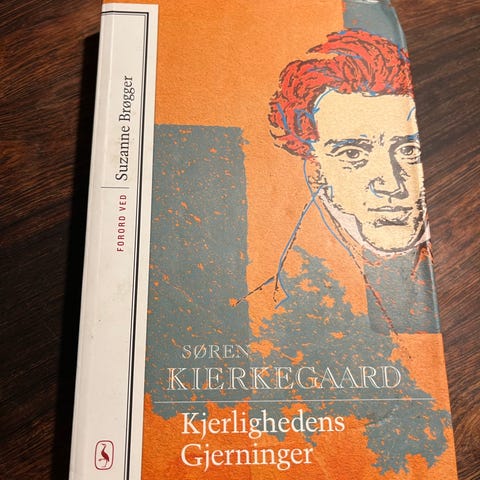 FORORD VED
Suzanne Brøgger
SØREN
KIERKEGAARD
Kjerlighedens
Gjerninger